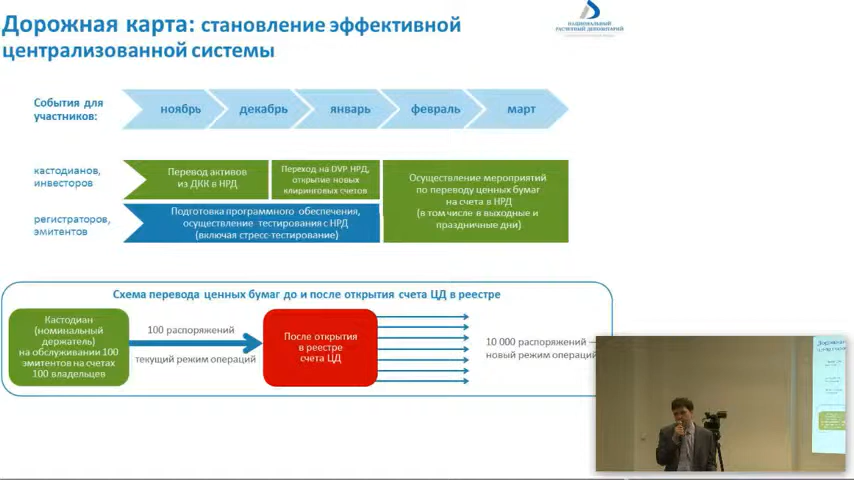 Дорожная карта: становление эффективной
централизованной системы
НАЦИОНАЛЬНЫЙ
РАСЧЕТНЫЙ ДЕПОЗИТАРИЙ
События для
участников:
ноябрь
декабрь
январь
февраль
март
кастодианов,
инвесторов
Перевод активов
из ДКК в НРД
Переход на DVP НРД,
открытие новых
клиринговых счетов
Осуществление мероприятий
по переводу ценных бумаг
на счета в НРД
(в том числе в выходные и
праздничные дни)
регистраторов,
эмитентов
Подготовка программного обеспечения,
осуществление тестирования с НРД
(включая стресс-тестирование)
Схема перевода ценных бумаг до и после открытия счета ЦД в реестре
Кастодиан
(номинальный
держатель)
на обслуживании 100
эмитентов на счетах
100 владельцев
100 распоряжений
текущий режим операций
После открытия
в реестре
счета ЦД
10 000 распоряжений —
новый режим операций